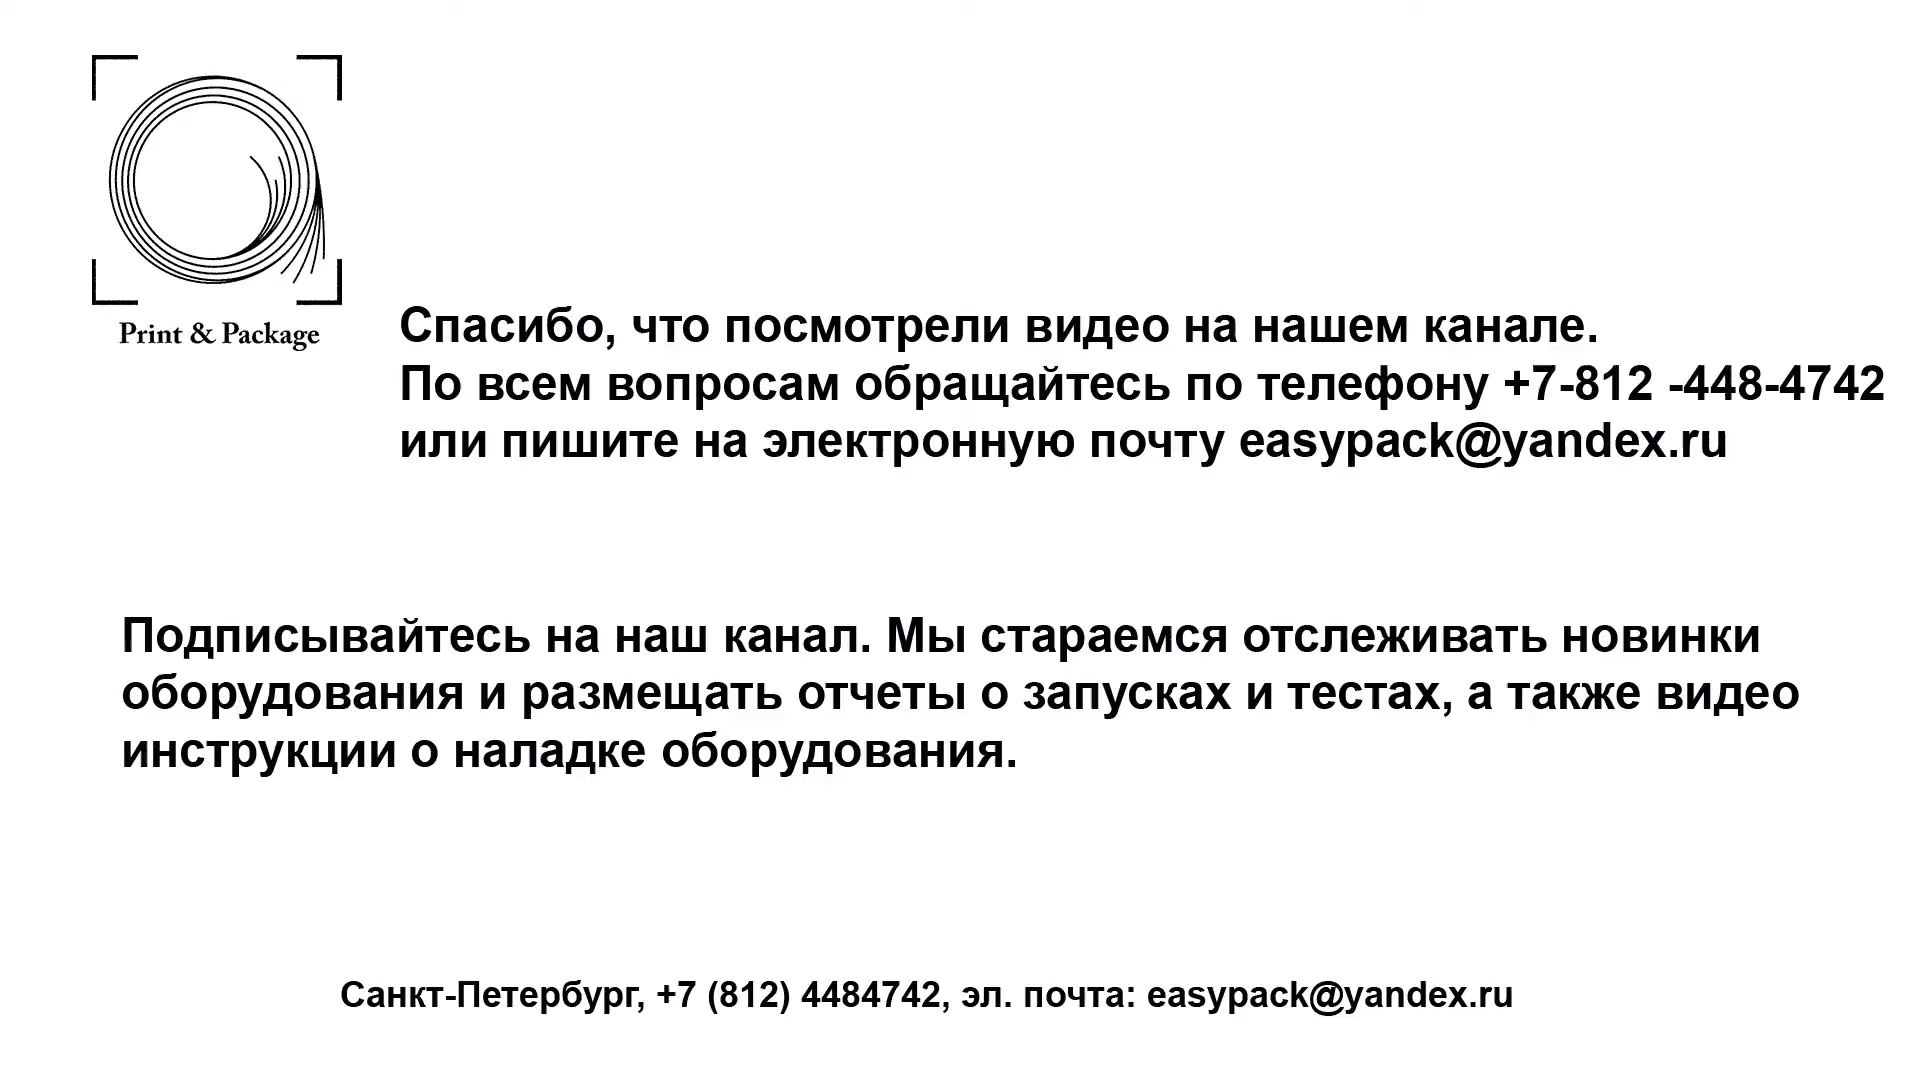 Print & Package
Спасибо, что посмотрели видео на нашем канале.
По всем вопросам обращайтесь по телефону +7-812 -448-4742
или пишите на электронную почту easypack@yandex.ru
Подписывайтесь на наш канал. Мы стараемся отслеживать новинки
оборудования и размещать отчеты о запусках и тестах, а также видео
инструкции о наладке оборудования.
Санкт-Петербург, +7 (812) 4484742, эл. почта: easypack@yandex.ru